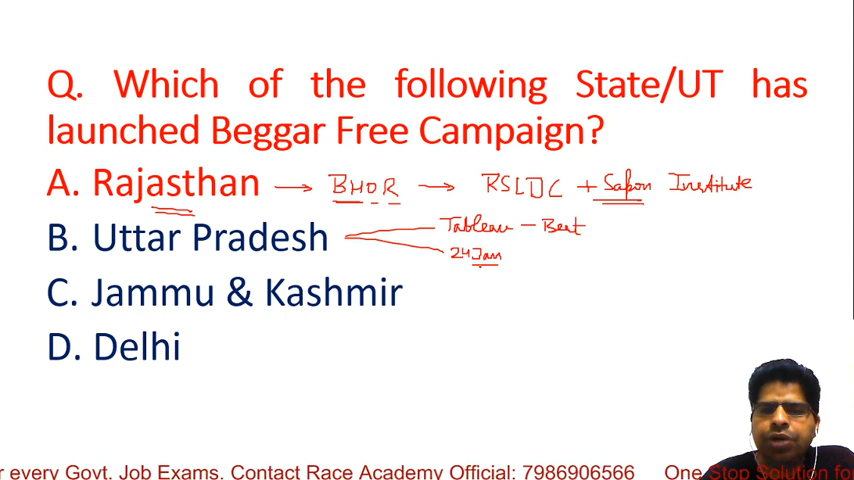 Q. Which of the following State/UT has
launched Beggar Free Campaign?
A. Rajasthan → BHOR → RSLDC + Sapon Institute
B. Uttar Pradesh
Tableau - Best
24 Jan
C. Jammu & Kashmir
D. Delhi
r every Govt. Job Exams. Contact Race Academy Official: 7986906566 One Stop Solution fo